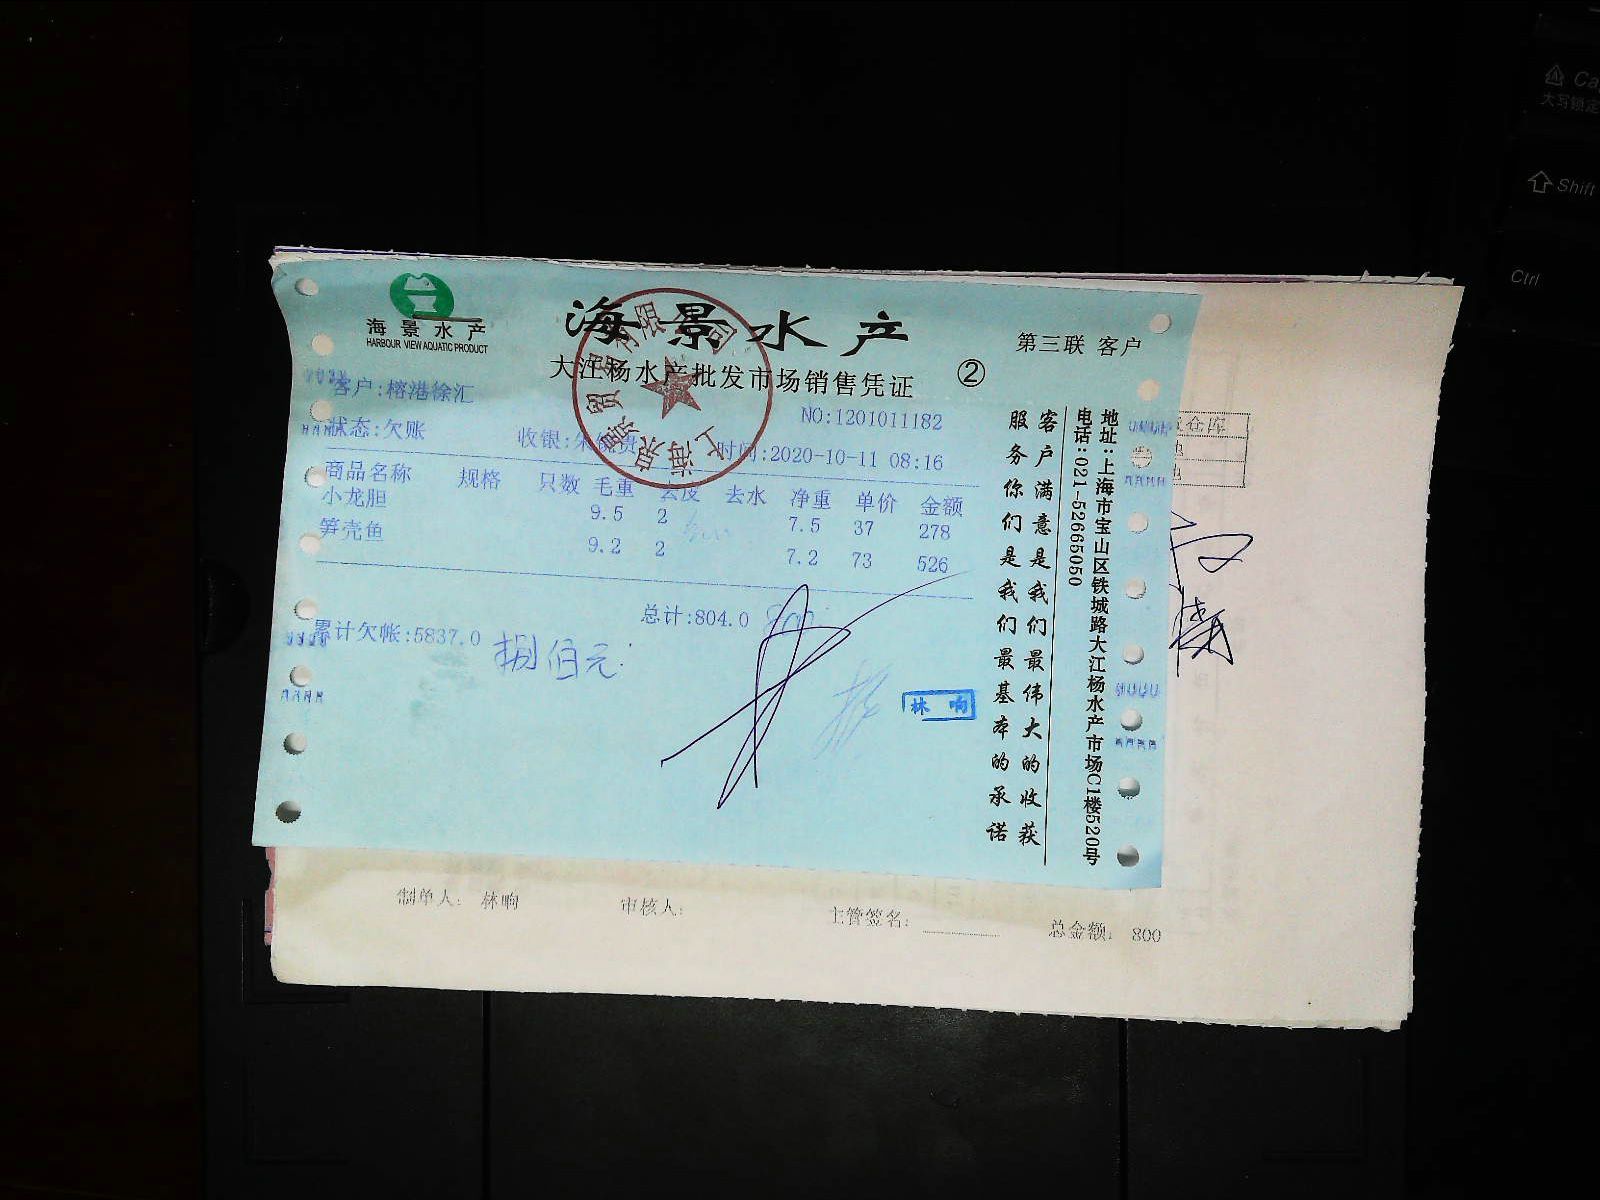 海景水产
HARBOUR VIEW AQUATIC PRODUCT
海景水产
大江杨水产批发市场销售凭证
②
第三联 客户
客户:榕港徐汇
NO:1201011182
状态:欠账
收银:
时间:2020-10-11 08:16
商品名称 规格 只数 毛重 去皮 去水 净重 单价 金额
小龙胆 9.5 2 7.5 37 278
笋壳鱼 9.2 2 7.2 73 526
总计:804.0
累计欠帐:5837.0
捌佰元
林 响
客户满意是我们最伟大的收获
服务你们是我们最基本的承诺
地址:上海市宝山区铁城路大江杨水产市场C1楼520号
电话:021-52665050
制单人: 林响
审核人:
主管签名:
总金额: 800
Shift
Ctrl